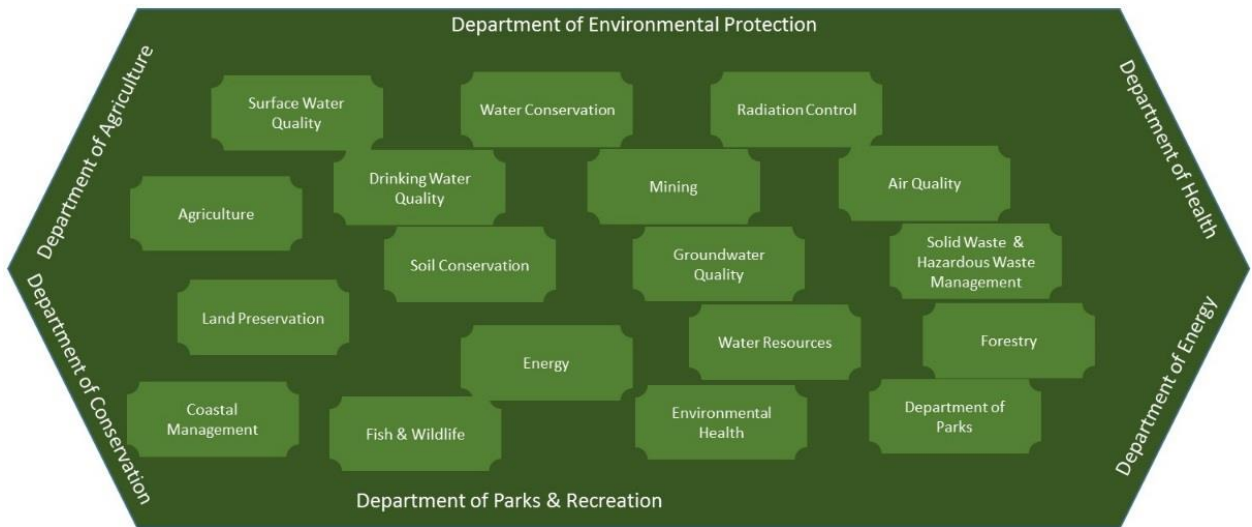 Department of Environmental Protection
Department of Agriculture
Department of Health
Surface Water
Quality
Water Conservation
Radiation Control
Drinking Water
Quality
Mining
Air Quality
Agriculture
Soil Conservation
Groundwater
Quality
Solid Waste &
Hazardous Waste
Management
Land Preservation
Energy
Water Resources
Forestry
Coastal
Management
Fish & Wildlife
Environmental
Health
Department of
Parks
Department of Conservation
Department of Energy
Department of Parks & Recreation